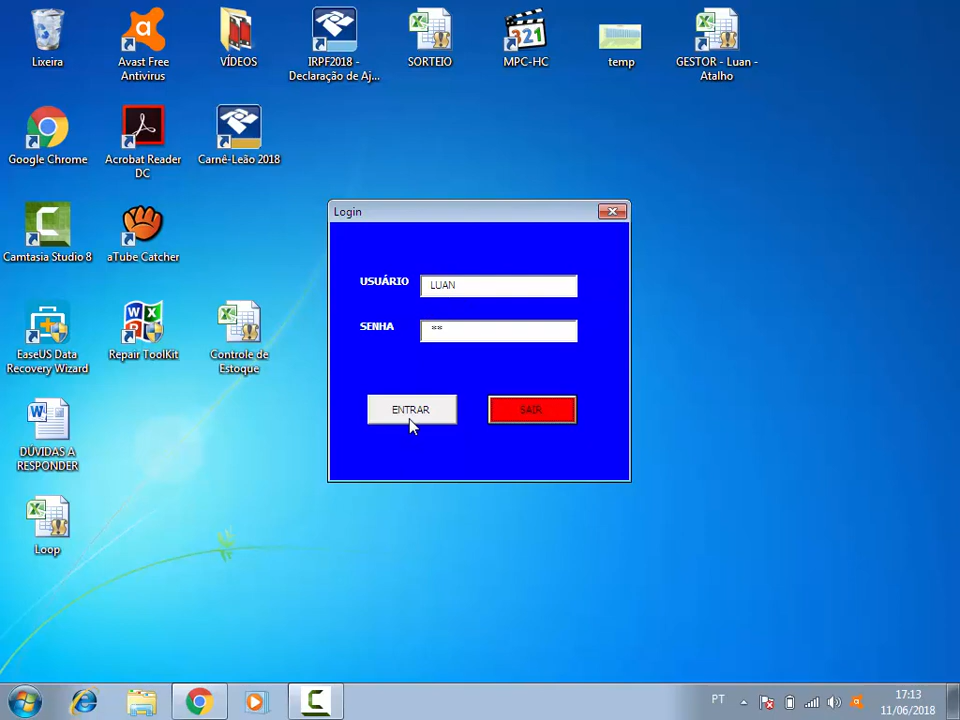 Lixeira
Avast Free
Antivirus
VÍDEOS
IRPF2018 -
Declaração de Aj...
SORTEIO
321
MPC-HC
temp
GESTOR - Luan -
Atalho
Google Chrome
Acrobat Reader
DC
Carnê-Leão 2018
Camtasia Studio 8
aTube Catcher
EaseUS Data
Recovery Wizard
Repair ToolKit
Controle de
Estoque
DÚVIDAS A
RESPONDER
Loop
Login
USUÁRIO LUAN
SENHA **
ENTRAR SAIR
PT
17:13
11/06/2018